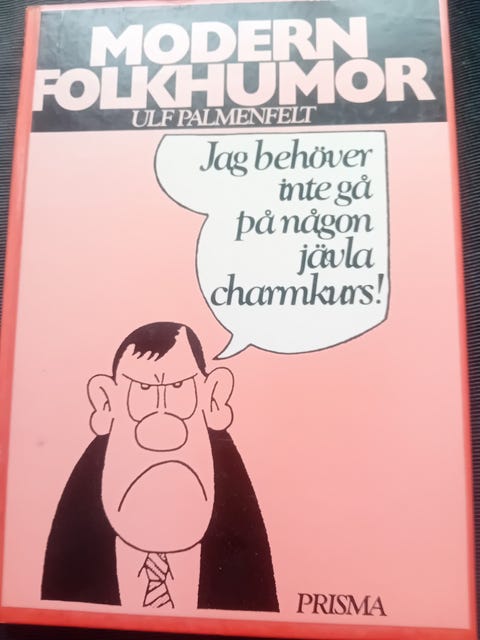 MODERN
FOLKHUMOR
ULF PALMENFELT
Jag behöver
inte gå
på någon
jävla
charmkurs!
PRISMA